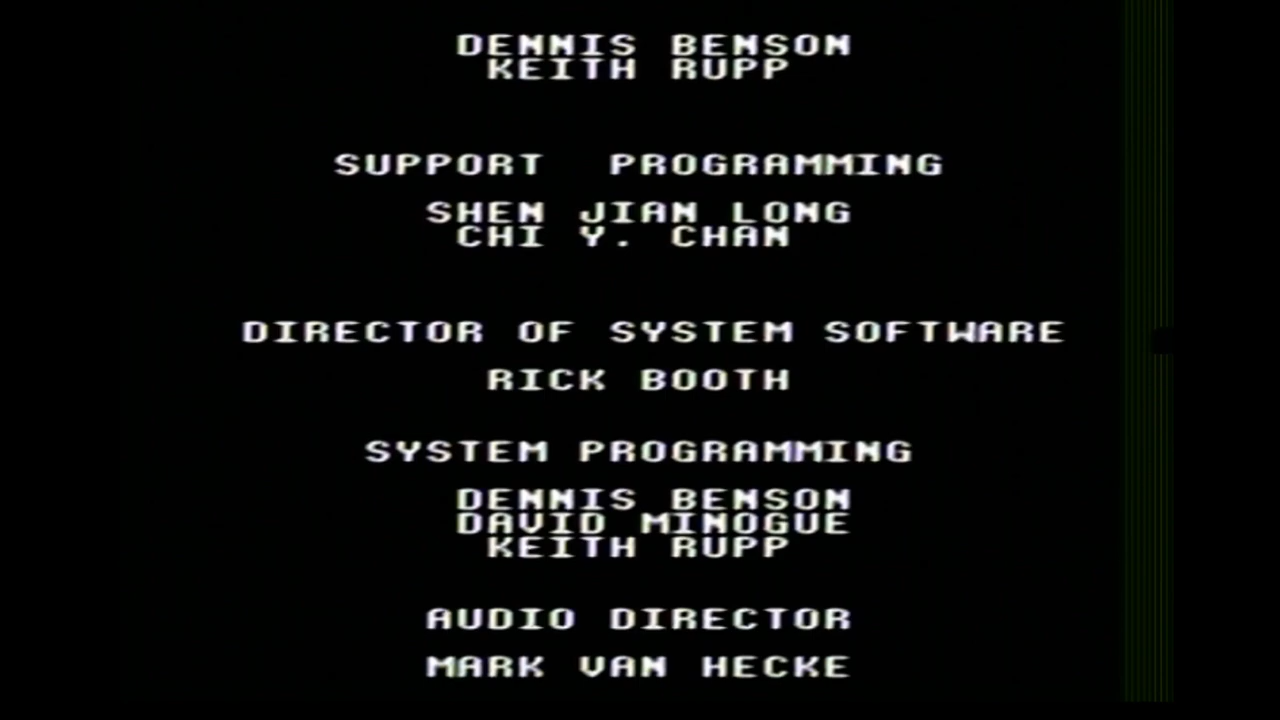 DENNIS BENSON
KEITH RUPP
SUPPORT PROGRAMMING
SHEN JIAN LONG
CHI Y. CHAN
DIRECTOR OF SYSTEM SOFTWARE
RICK BOOTH
SYSTEM PROGRAMMING
DENNIS BENSON
DAVID MINOGUE
KEITH RUPP
AUDIO DIRECTOR
MARK VAN HECKE